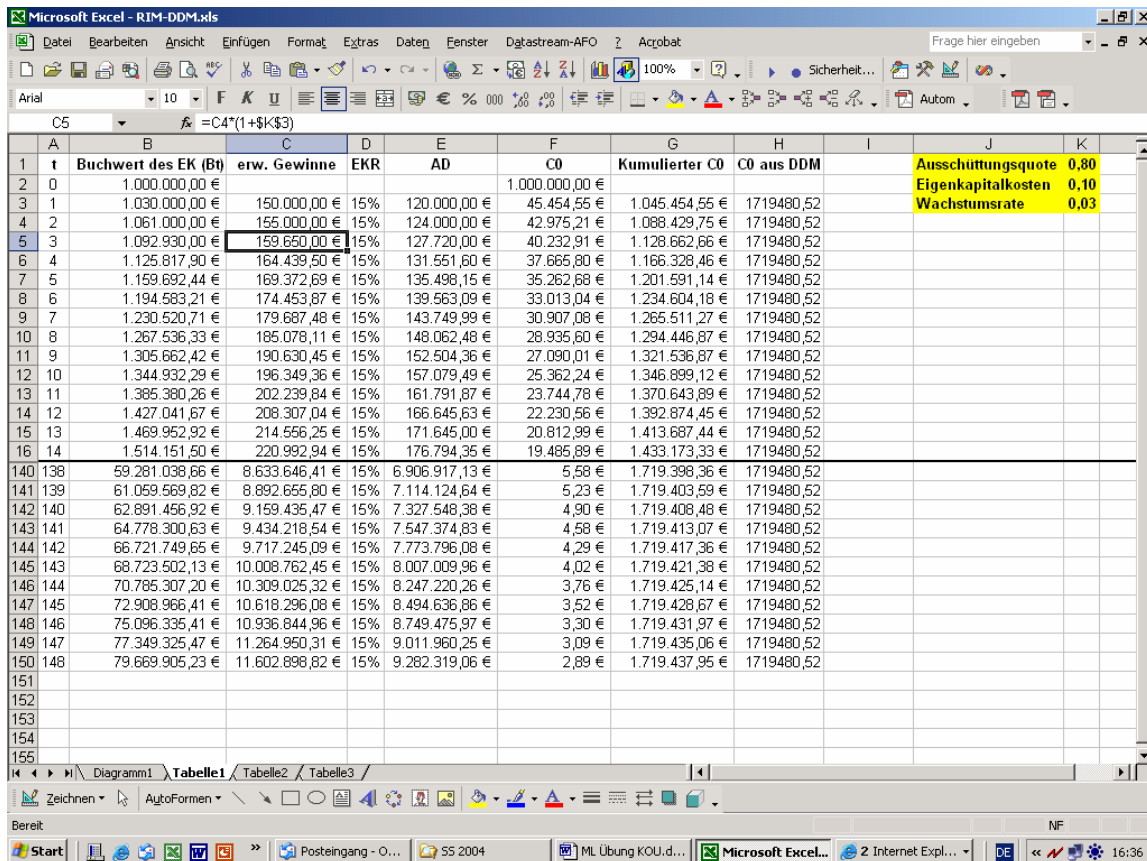 Microsoft Excel - RIM-DDM.xls
Datei Bearbeiten Ansicht Einfügen Format Extras Daten Fenster Datastream-AFO ? Acrobat Frage hier eingeben
100% Sicherheit...
Arial 10 F K U € % 000 Autom
C5 fx =C4*(1+$K$3)
A B C D E F G H I J K
1 t Buchwert des EK (Bt) erw. Gewinne EKR AD C0 Kumulierter C0 C0 aus DDM Ausschüttungsquote 0,80
2 0 1.000.000,00 € 1.000.000,00 € Eigenkapitalkosten 0,10
3 1 1.030.000,00 € 150.000,00 € 15% 120.000,00 € 45.454,55 € 1.045.454,55 € 1719480,52 Wachstumsrate 0,03
4 2 1.061.000,00 € 155.000,00 € 15% 124.000,00 € 42.975,21 € 1.088.429,75 € 1719480,52
5 3 1.092.930,00 € 159.650,00 € 15% 127.720,00 € 40.232,91 € 1.128.662,66 € 1719480,52
6 4 1.125.817,90 € 164.439,50 € 15% 131.551,60 € 37.665,80 € 1.166.328,46 € 1719480,52
7 5 1.159.692,44 € 169.372,69 € 15% 135.498,15 € 35.262,68 € 1.201.591,14 € 1719480,52
8 6 1.194.583,21 € 174.453,87 € 15% 139.563,09 € 33.013,04 € 1.234.604,18 € 1719480,52
9 7 1.230.520,71 € 179.687,48 € 15% 143.749,99 € 30.907,08 € 1.265.511,27 € 1719480,52
10 8 1.267.536,33 € 185.078,11 € 15% 148.062,48 € 28.935,60 € 1.294.446,87 € 1719480,52
11 9 1.305.662,42 € 190.630,45 € 15% 152.504,36 € 27.090,01 € 1.321.536,87 € 1719480,52
12 10 1.344.932,29 € 196.349,36 € 15% 157.079,49 € 25.362,24 € 1.346.899,12 € 1719480,52
13 11 1.385.380,26 € 202.239,84 € 15% 161.791,87 € 23.744,78 € 1.370.643,89 € 1719480,52
14 12 1.427.041,67 € 208.307,04 € 15% 166.645,63 € 22.230,56 € 1.392.874,45 € 1719480,52
15 13 1.469.952,92 € 214.556,25 € 15% 171.645,00 € 20.812,99 € 1.413.687,44 € 1719480,52
16 14 1.514.151,50 € 220.992,94 € 15% 176.794,35 € 19.485,89 € 1.433.173,33 € 1719480,52
140 138 59.281.038,66 € 8.633.646,41 € 15% 6.906.917,13 € 5,58 € 1.719.398,36 € 1719480,52
141 139 61.059.569,82 € 8.892.655,80 € 15% 7.114.124,64 € 5,23 € 1.719.403,59 € 1719480,52
142 140 62.891.456,92 € 9.159.435,47 € 15% 7.327.548,38 € 4,90 € 1.719.408,48 € 1719480,52
143 141 64.778.300,63 € 9.434.218,54 € 15% 7.547.374,83 € 4,58 € 1.719.413,07 € 1719480,52
144 142 66.721.749,65 € 9.717.245,09 € 15% 7.773.796,08 € 4,29 € 1.719.417,36 € 1719480,52
145 143 68.723.502,13 € 10.008.762,45 € 15% 8.007.009,96 € 4,02 € 1.719.421,38 € 1719480,52
146 144 70.785.307,20 € 10.309.025,32 € 15% 8.247.220,26 € 3,76 € 1.719.425,14 € 1719480,52
147 145 72.908.966,41 € 10.618.296,08 € 15% 8.494.636,86 € 3,52 € 1.719.428,67 € 1719480,52
148 146 75.096.335,41 € 10.936.844,96 € 15% 8.749.475,97 € 3,30 € 1.719.431,97 € 1719480,52
149 147 77.349.325,47 € 11.264.950,31 € 15% 9.011.960,25 € 3,09 € 1.719.435,06 € 1719480,52
150 148 79.669.905,23 € 11.602.898,82 € 15% 9.282.319,06 € 2,89 € 1.719.437,95 € 1719480,52
151
152
153
154
155
Diagramm1 Tabelle1 Tabelle2 Tabelle3
Zeichnen AutoFormen
Bereit NF
Start » Posteingang - O... SS 2004 ML Übung KOU.d... Microsoft Excel... 2 Internet Expl... DE « 16:36